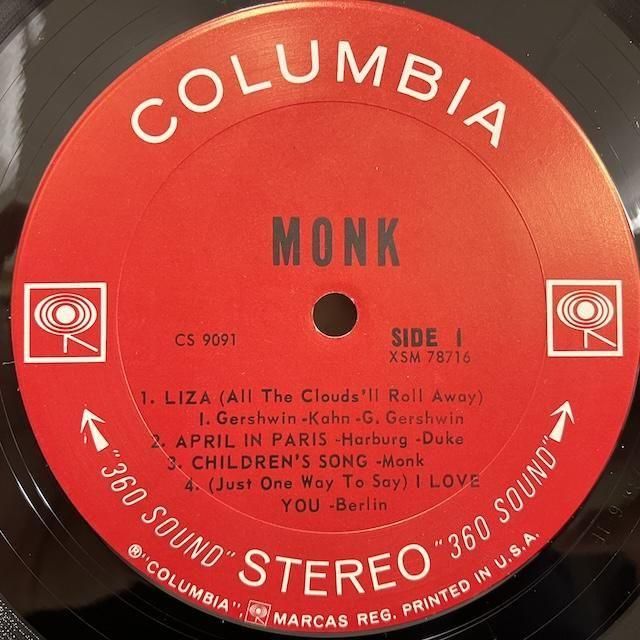 COLUMBIA
MONK
CS 9091
SIDE 1
XSM 78716
1. LIZA (All The Clouds'll Roll Away)
I. Gershwin -Kahn -G. Gershwin
2. APRIL IN PARIS -Harburg -Duke
3. CHILDREN'S SONG -Monk
4. (Just One Way To Say) I LOVE
YOU -Berlin
"360 SOUND" STEREO "360 SOUND"
®"COLUMBIA", MARCAS REG. PRINTED IN U.S.A.